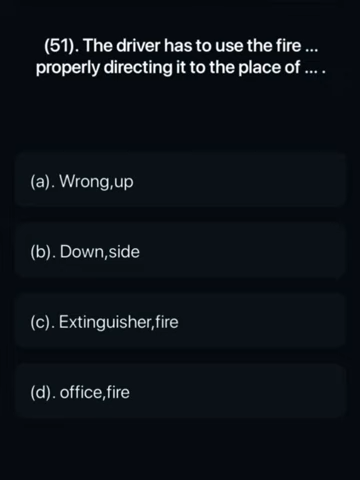 (51). The driver has to use the fire ...
properly directing it to the place of ... .
(a). Wrong,up
(b). Down,side
(c). Extinguisher,fire
(d). office,fire